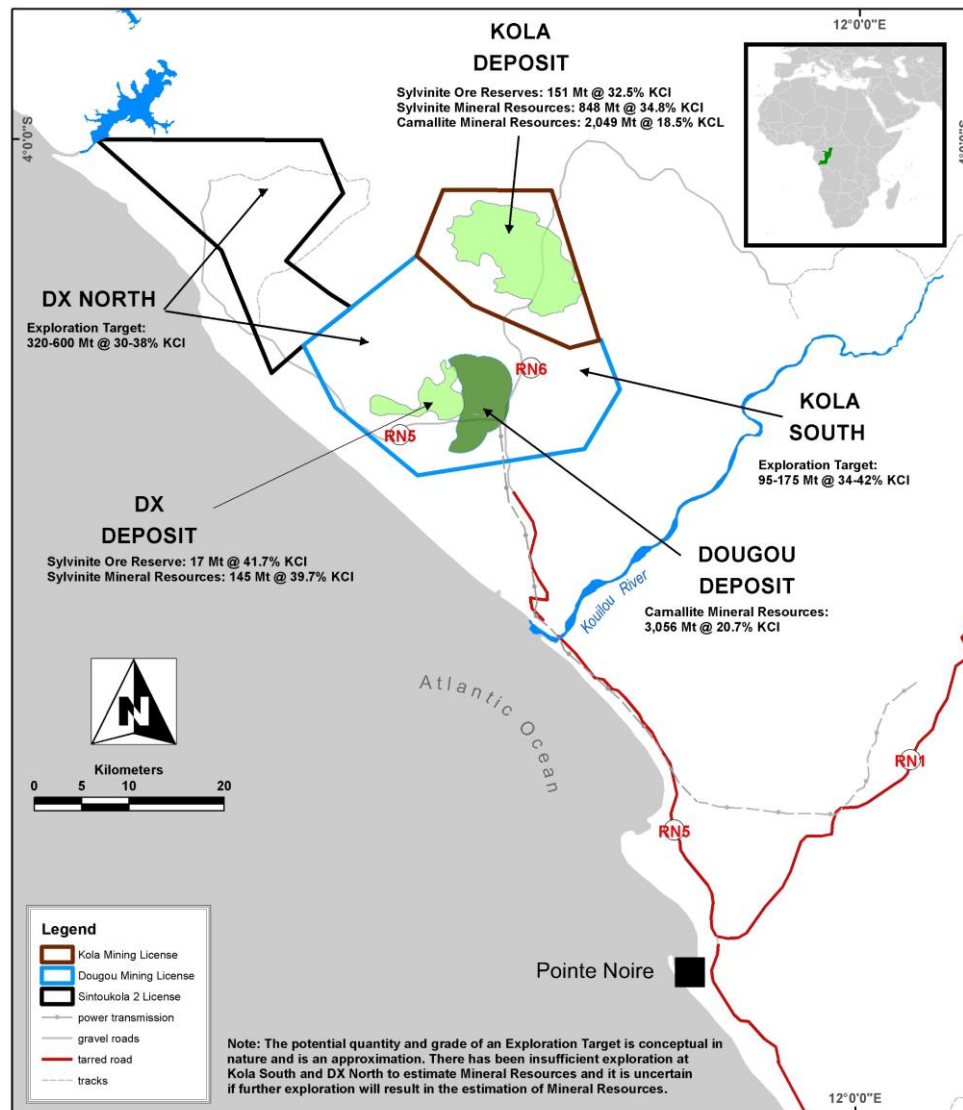 12°0'0"E
KOLA
DEPOSIT
Sylvinite Ore Reserves: 151 Mt @ 32.5% KCl
Sylvinite Mineral Resources: 848 Mt @ 34.8% KCl
Carnallite Mineral Resources: 2,049 Mt @ 18.5% KCL
4°0'0"S
4°0'0"S
DX NORTH
Exploration Target:
320-600 Mt @ 30-38% KCl
RN6
RN5
KOLA
SOUTH
Exploration Target:
95-175 Mt @ 34-42% KCl
DX
DEPOSIT
Sylvinite Ore Reserve: 17 Mt @ 41.7% KCl
Sylvinite Mineral Resources: 145 Mt @ 39.7% KCl
DOUGOU
DEPOSIT
Carnallite Mineral Resources:
3,056 Mt @ 20.7% KCl
Kouilou River
Atlantic Ocean
N
Kilometers
0 5 10 20
RN1
RN5
Pointe Noire
Legend
Kola Mining License
Dougou Mining License
Sintoukola 2 License
power transmission
gravel roads
tarred road
tracks
Note: The potential quantity and grade of an Exploration Target is conceptual in
nature and is an approximation. There has been insufficient exploration at
Kola South and DX North to estimate Mineral Resources and it is uncertain
if further exploration will result in the estimation of Mineral Resources.
12°0'0"E